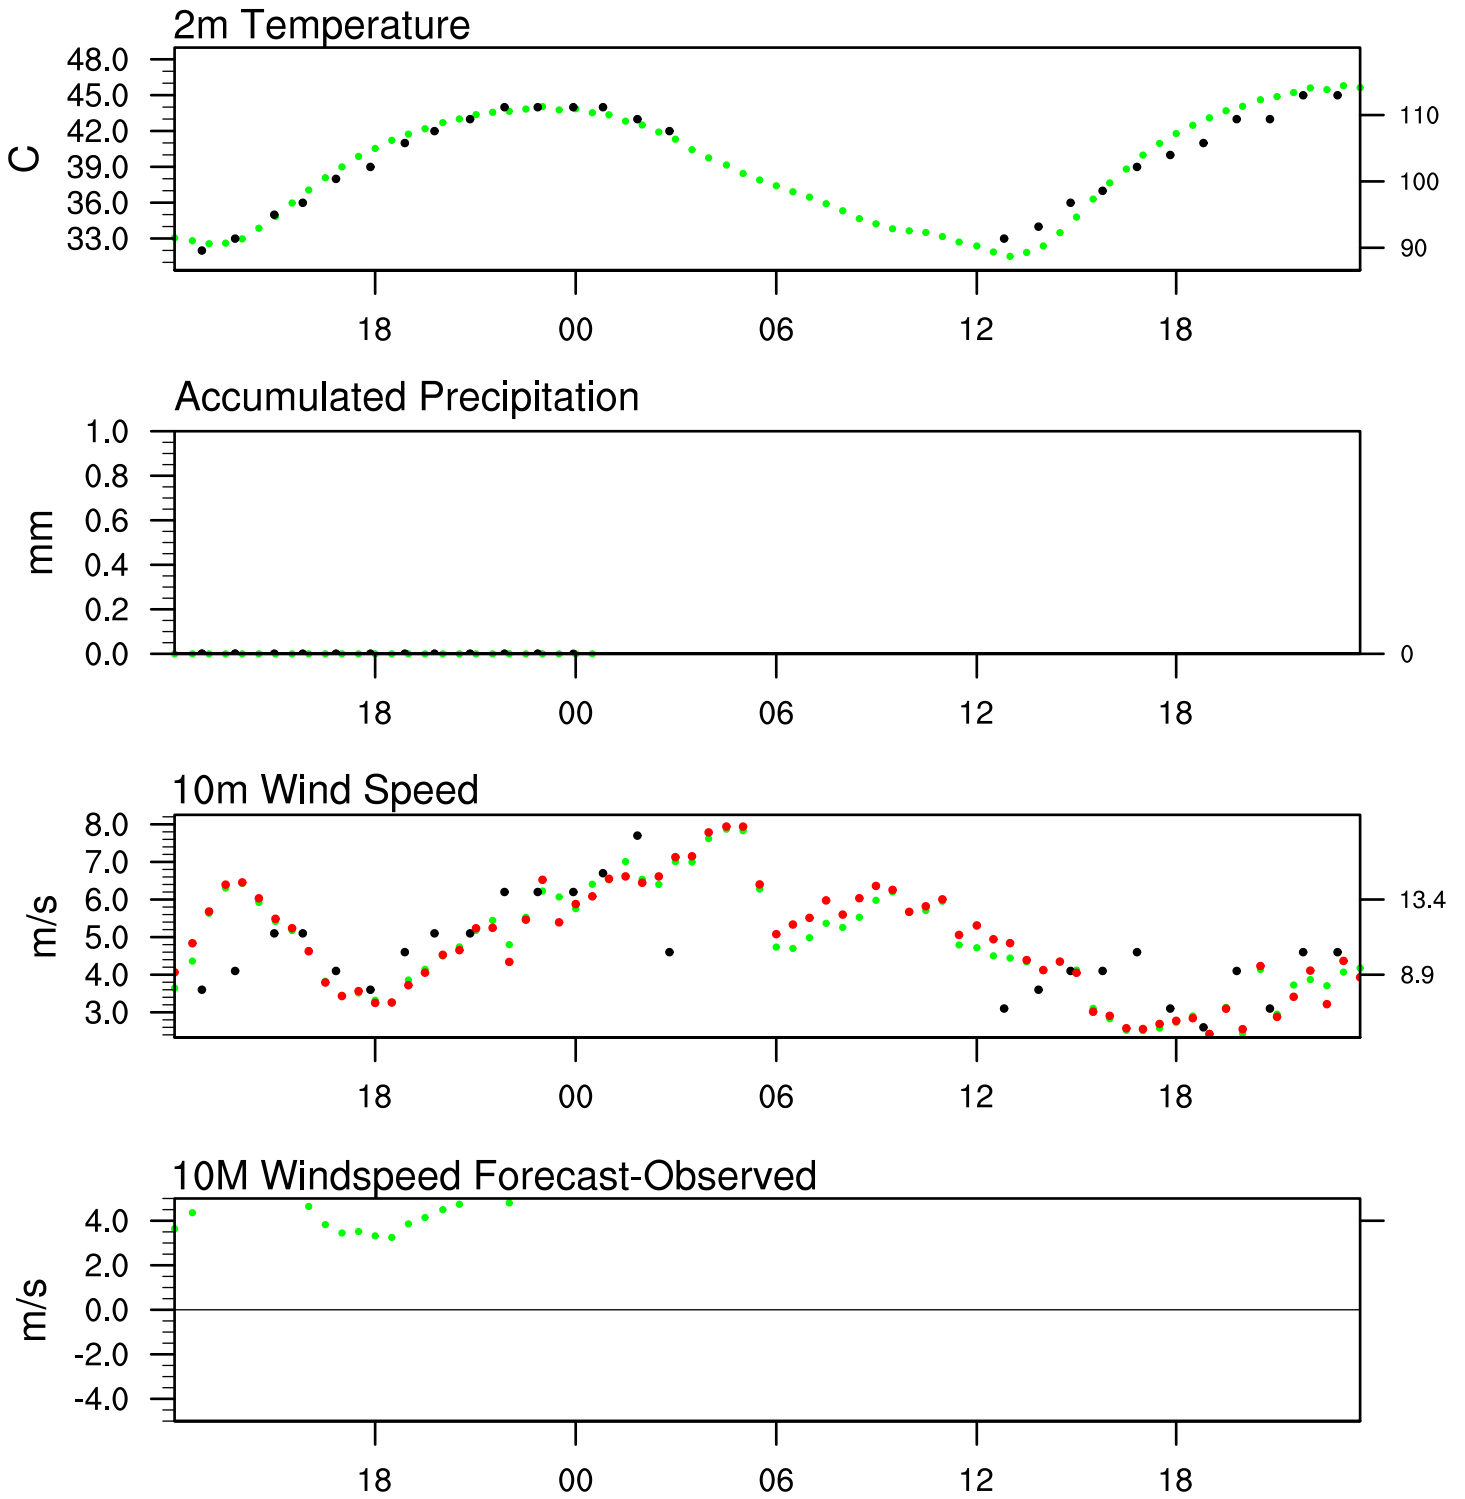 2m Temperature
48.0
45.0
42.0
39.0
36.0
33.0
C
110
100
90
18 00 06 12 18
Accumulated Precipitation
1.0
0.8
0.6
0.4
0.2
0.0
mm
0
18 00 06 12 18
10m Wind Speed
8.0
7.0
6.0
5.0
4.0
3.0
m/s
13.4
8.9
18 00 06 12 18
10M Windspeed Forecast-Observed
4.0
2.0
0.0
-2.0
-4.0
m/s
18 00 06 12 18